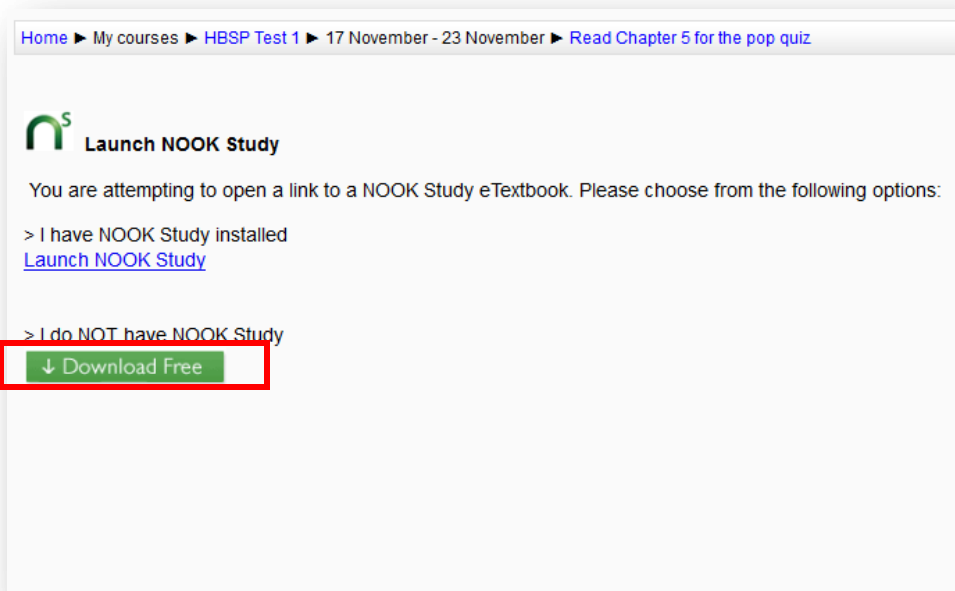 Home ► My courses ► HBSP Test 1 ► 17 November - 23 November ► Read Chapter 5 for the pop quiz
nS Launch NOOK Study
You are attempting to open a link to a NOOK Study eTextbook. Please choose from the following options:
> I have NOOK Study installed
Launch NOOK Study
> I do NOT have NOOK Study
↓ Download Free